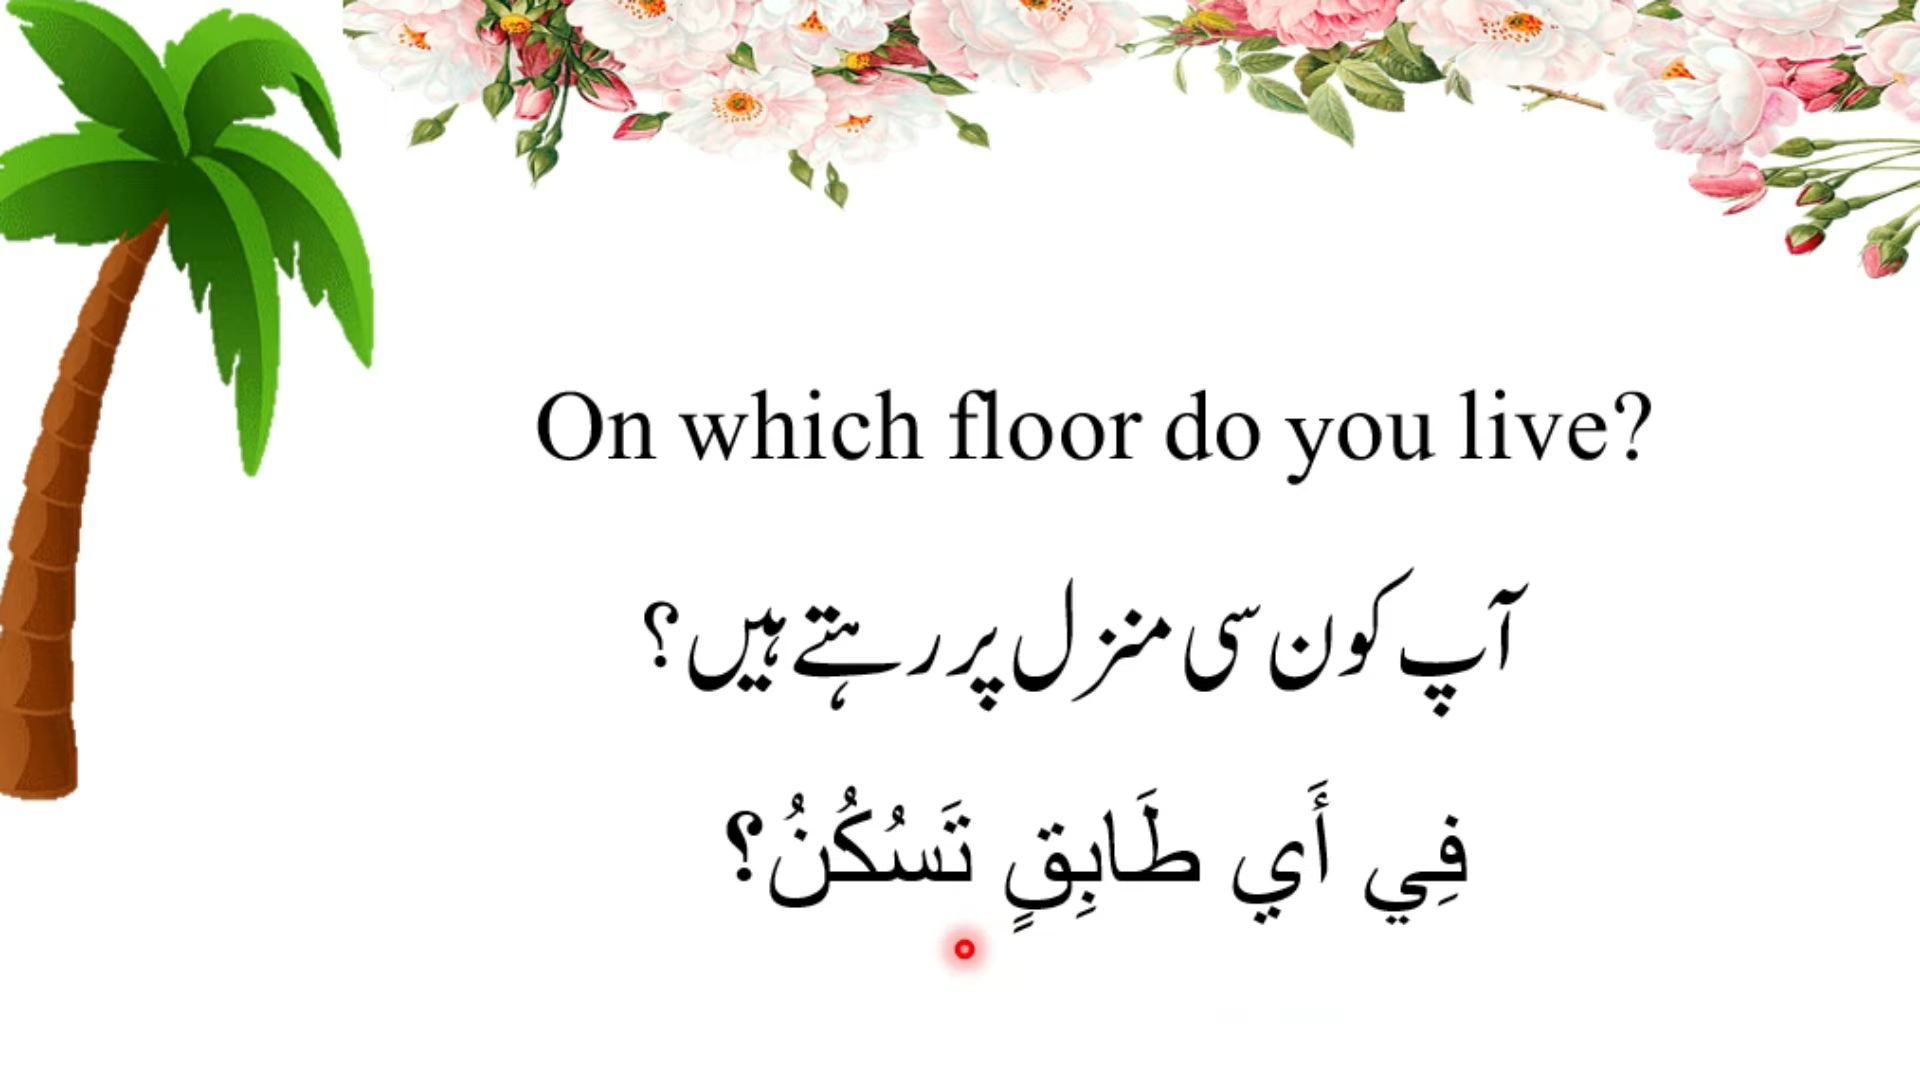 On which floor do you live?
آپ کون سی منزل پر رہتے ہیں؟
فِي أَي طَابِقٍ تَسُكُنُ؟